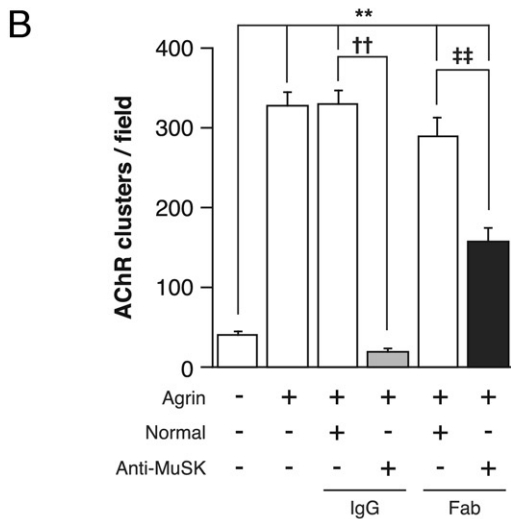 B
**
††
‡‡
400
300
200
100
0
AChR clusters / field
Agrin - + + + + +
Normal - - + - + -
Anti-MuSK - - - + - +
IgG Fab